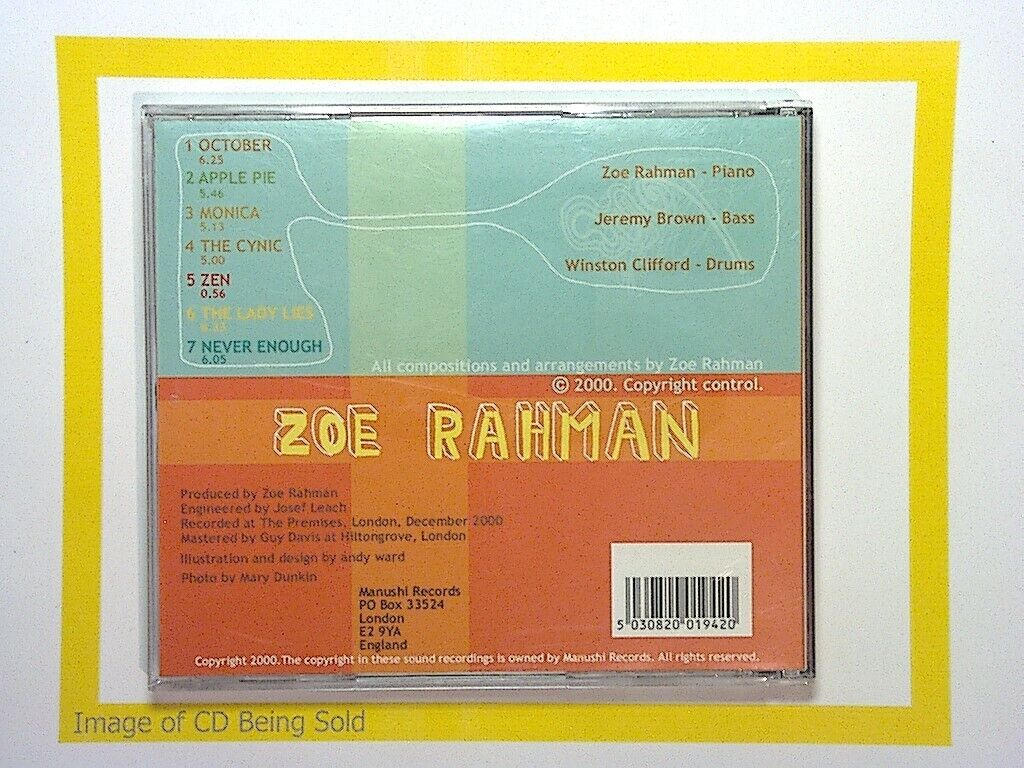 1 OCTOBER
6.25
2 APPLE PIE
5.46
3 MONICA
5.13
4 THE CYNIC
5.00
5 ZEN
0.56
6 THE LADY LIES
7 NEVER ENOUGH
6.05
Zoe Rahman - Piano
Jeremy Brown - Bass
Winston Clifford - Drums
All compositions and arrangements by Zoe Rahman
© 2000. Copyright control.
ZOE RAHMAN
Produced by Zoe Rahman
Engineered by Josef Leach
Recorded at The Premises, London, December 2000
Mastered by Guy Davis at Hiltongrove, London
Illustration and design by andy ward
Photo by Mary Dunkin
Manushi Records
PO Box 33524
London
E2 9YA
England
5 030820 019420
Copyright 2000.The copyright in these sound recordings is owned by Manushi Records. All rights reserved.
Image of CD Being Sold